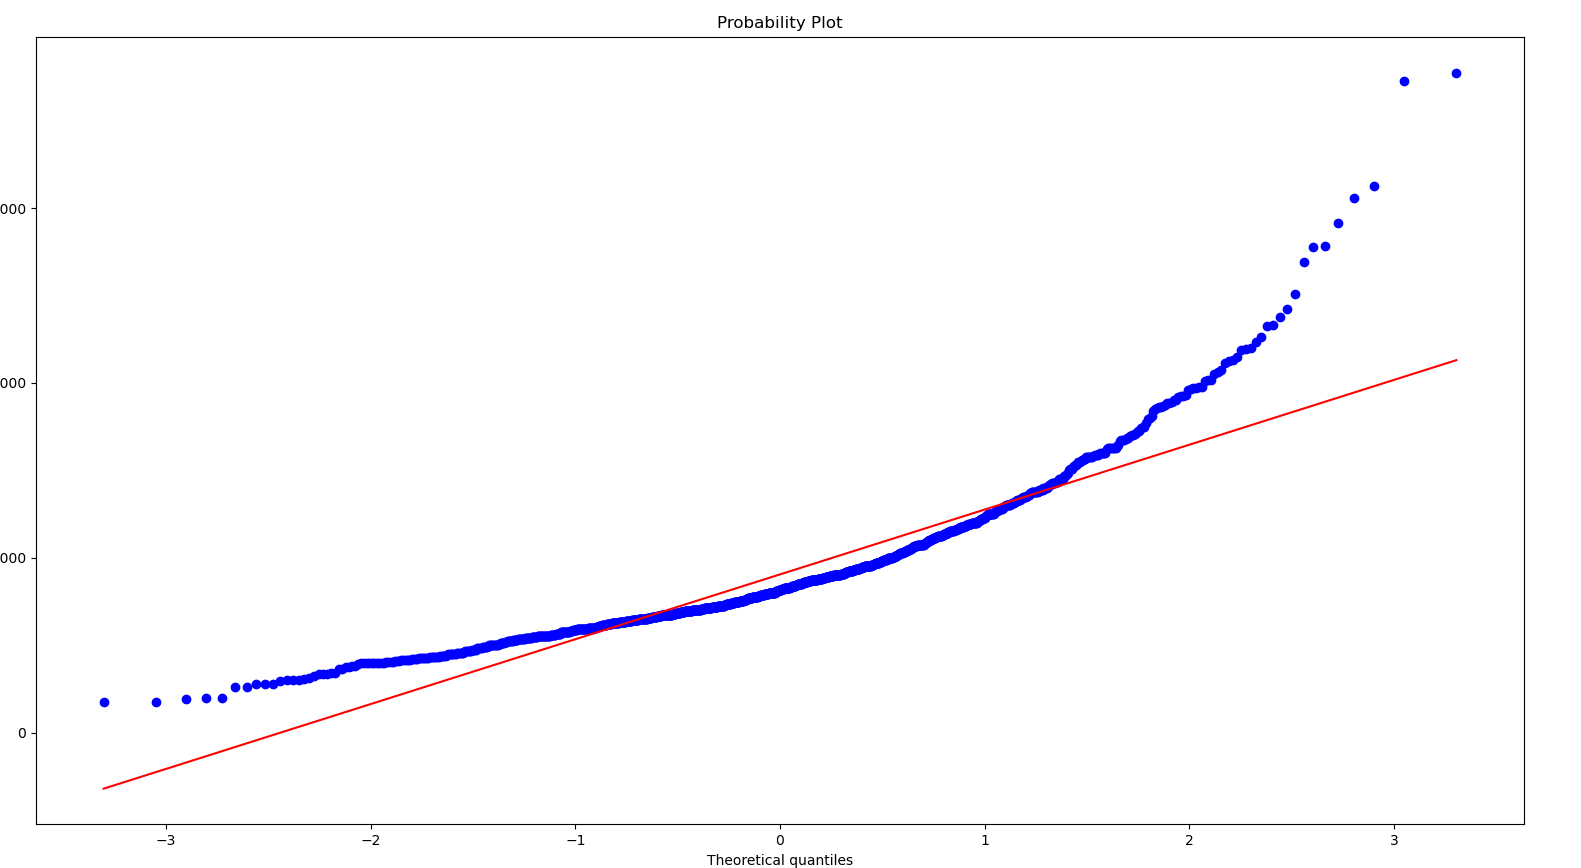 Probability Plot
000
000
000
0
−3 −2 −1 0 1 2 3
Theoretical quantiles